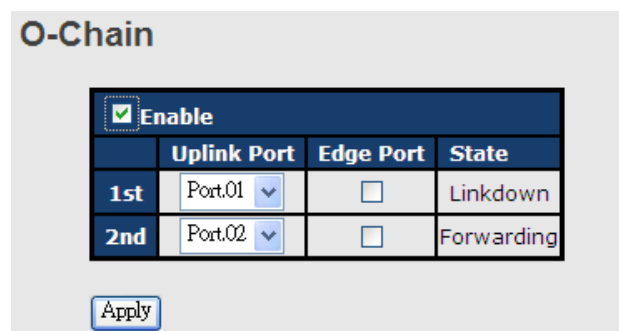 O-Chain
Enable
Uplink Port Edge Port State
1st Port.01 Linkdown
2nd Port.02 Forwarding
Apply